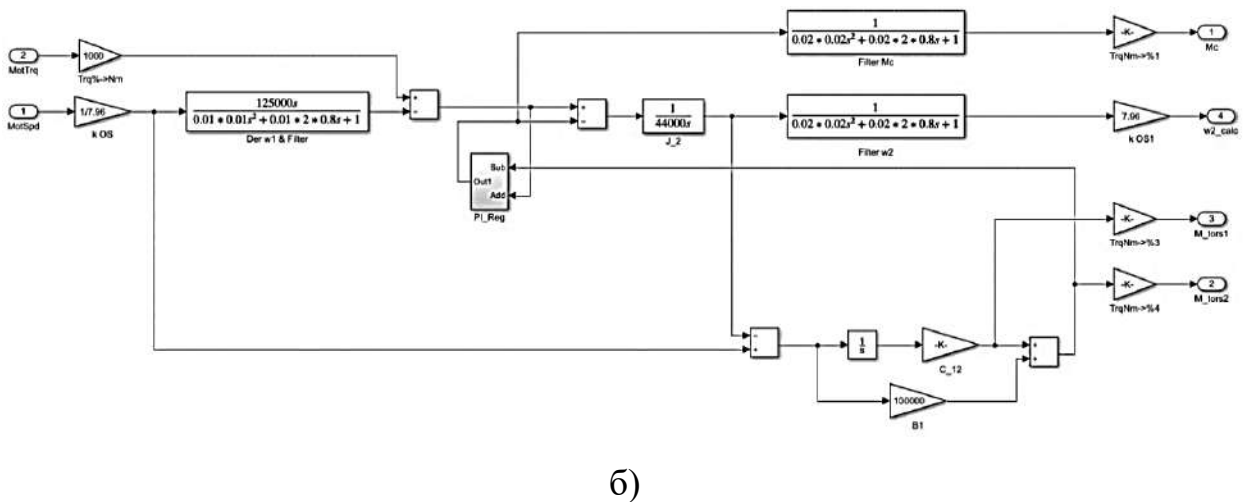 1
0.02 * 0.02s² + 0.02 * 2 * 0.8s + 1
Filter Mc
-K-
TrqNm->%1
1
Mc
2
MotTrq
1000
Trq%->Nm
1
MotSpd
1/7.96
k OS
125000s
0.01 * 0.01s² + 0.01 * 2 * 0.8s + 1
Der w1 & Filter
+
-
+
-
1
44000s
J_2
1
0.02 * 0.02s² + 0.02 * 2 * 0.8s + 1
Filter w2
7.96
k OS1
4
w2_calc
Sub
Out1
Add
PI_Reg
-K-
TrqNm->%3
3
M_tors1
-K-
TrqNm->%4
2
M_tors2
-
+
1
s
-K-
C_12
+
+
100000
B1
б)